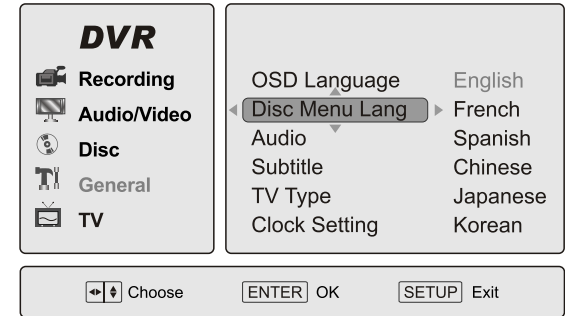 DVR
Recording
Audio/Video
Disc
General
TV
OSD Language English
Disc Menu Lang French
Audio Spanish
Subtitle Chinese
TV Type Japanese
Clock Setting Korean
Choose ENTER OK SETUP Exit